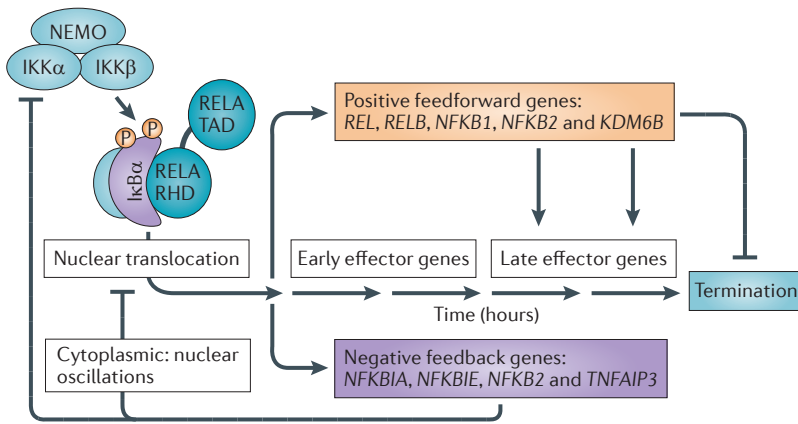 NEMO
IKKα
IKKβ
P
P
IκBα
RELA
TAD
RELA
RHD
Positive feedforward genes:
REL, RELB, NFKB1, NFKB2 and KDM6B
Nuclear translocation
Early effector genes
Late effector genes
Termination
Time (hours)
Cytoplasmic: nuclear
oscillations
Negative feedback genes:
NFKBIA, NFKBIE, NFKB2 and TNFAIP3